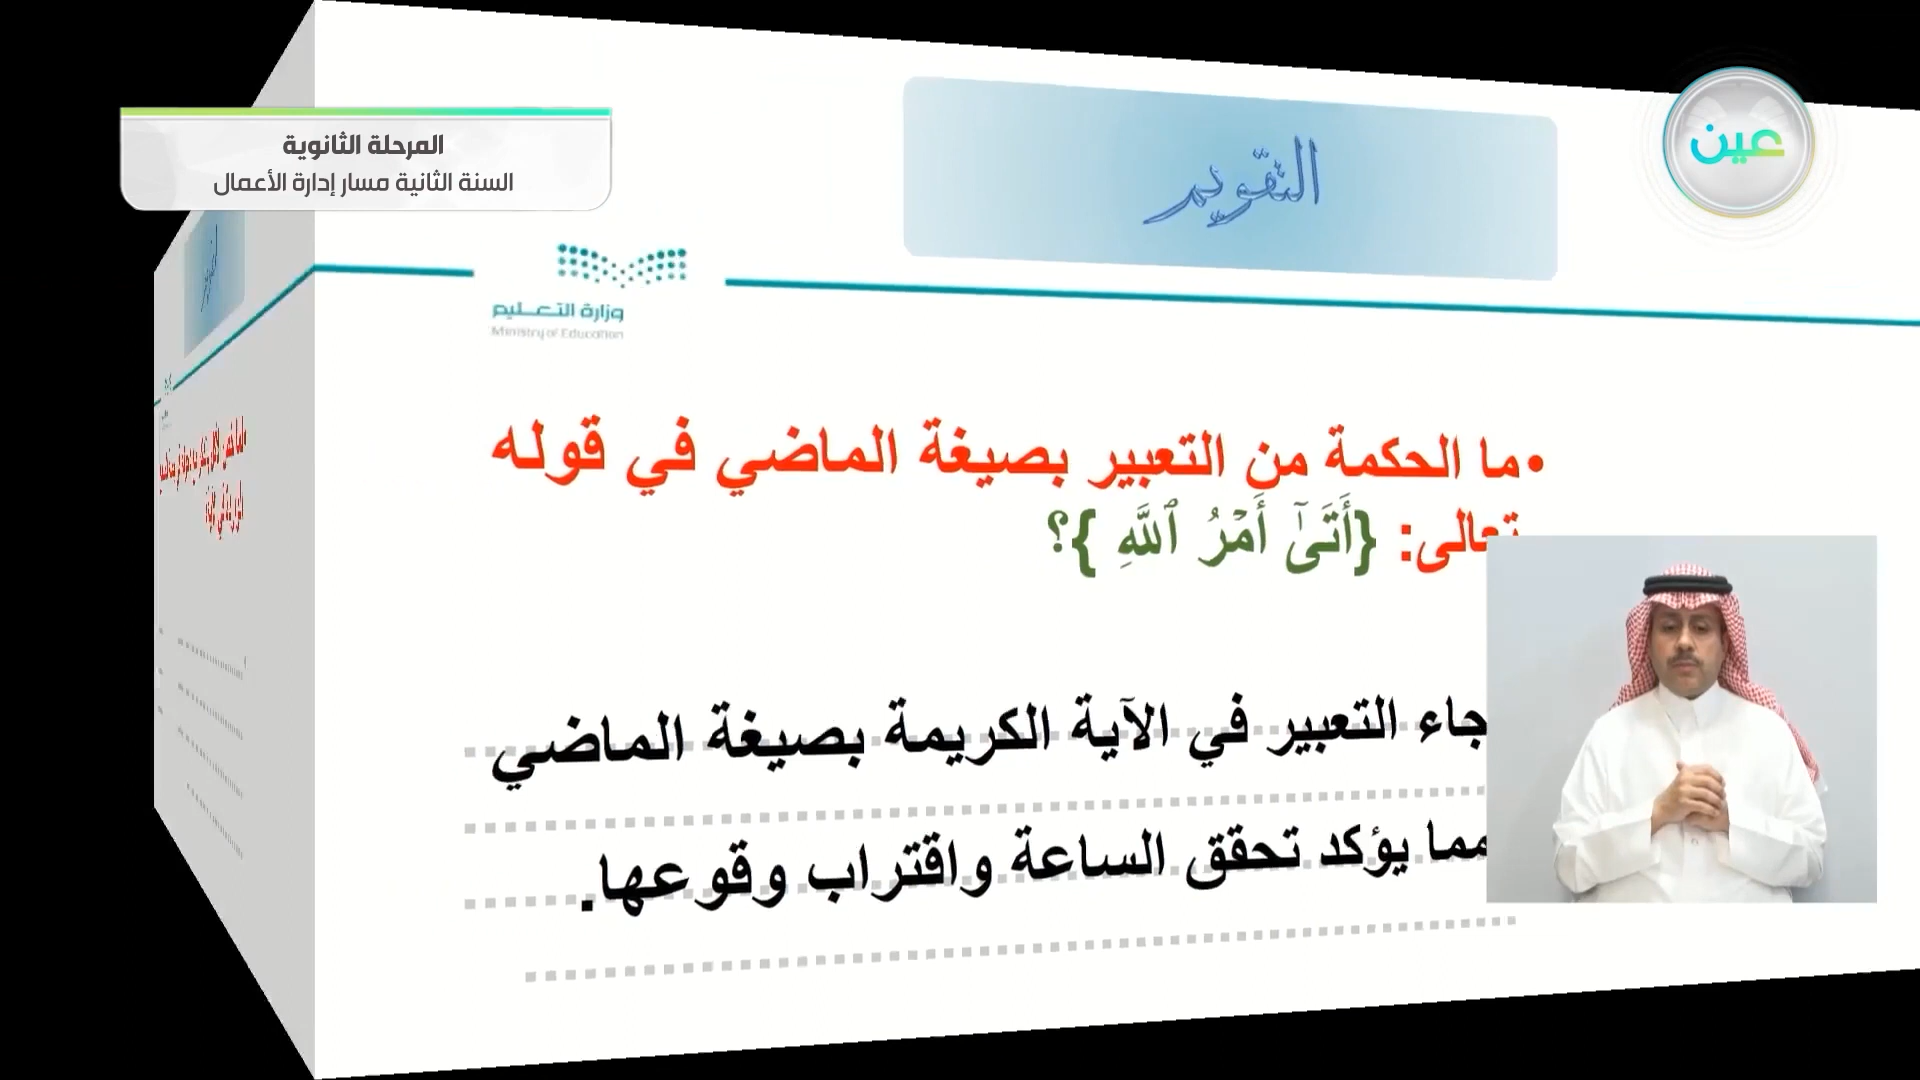 المرحلة الثانوية
السنة الثانية مسار إدارة الأعمال
عين
التقويم
وزارة التعليم
Ministry of Education
•ما الحكمة من التعبير بصيغة الماضي في قوله
تعالى: {أَتَىٰٓ أَمْرُ ٱللَّهِ }؟
جاء التعبير في الآية الكريمة بصيغة الماضي
مما يؤكد تحقق الساعة واقتراب وقوعها.